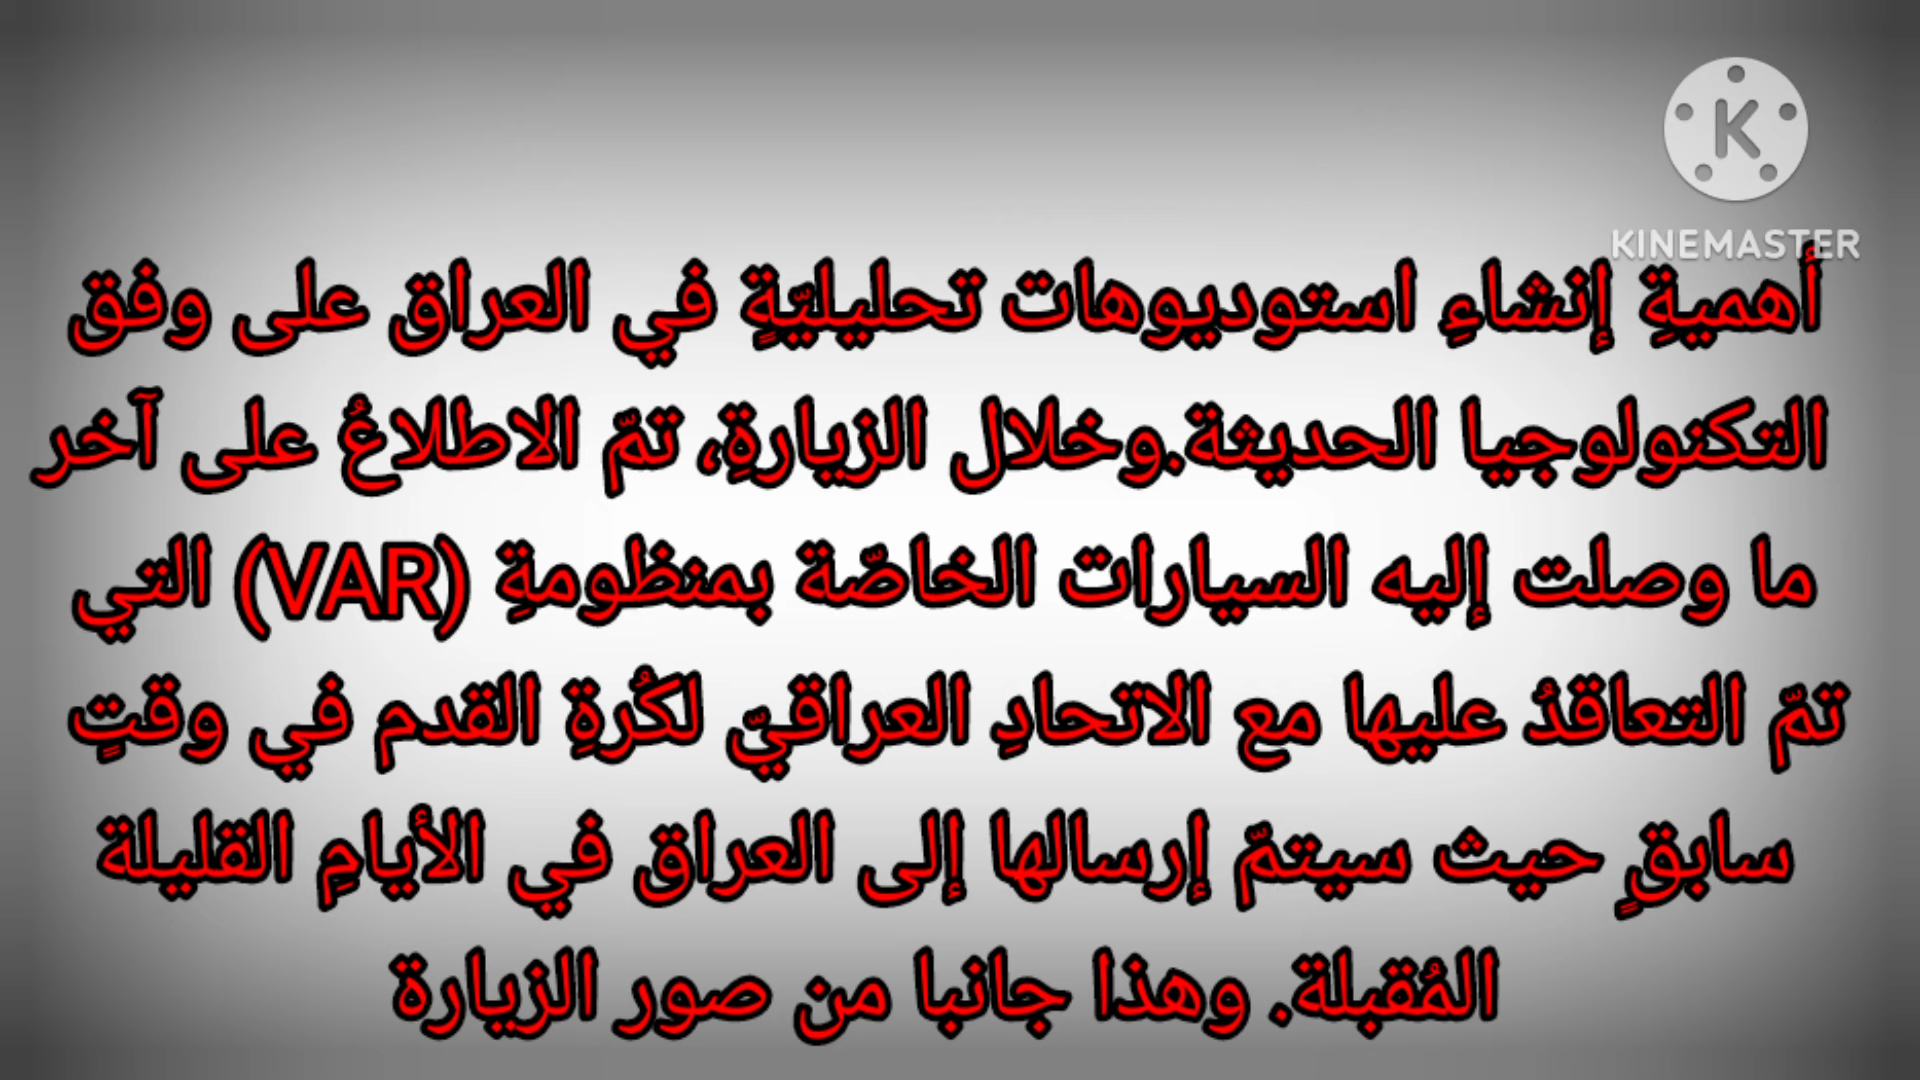 KINEMASTER
أهميةِ إنشاءِ استوديوهات تحليليّةٍ في العراق على وفق
التكنولوجيا الحديثة.وخلال الزيارةِ، تمّ الاطلاعُ على آخر
ما وصلت إليه السيارات الخاصّة بمنظومةِ (VAR) التي
تمّ التعاقدُ عليها مع الاتحادِ العراقيّ لكُرةِ القدم في وقتٍ
سابقٍ حيث سيتمّ إرسالها إلى العراق في الأيامِ القليلة
المُقبلة. وهذا جانبا من صور الزيارة